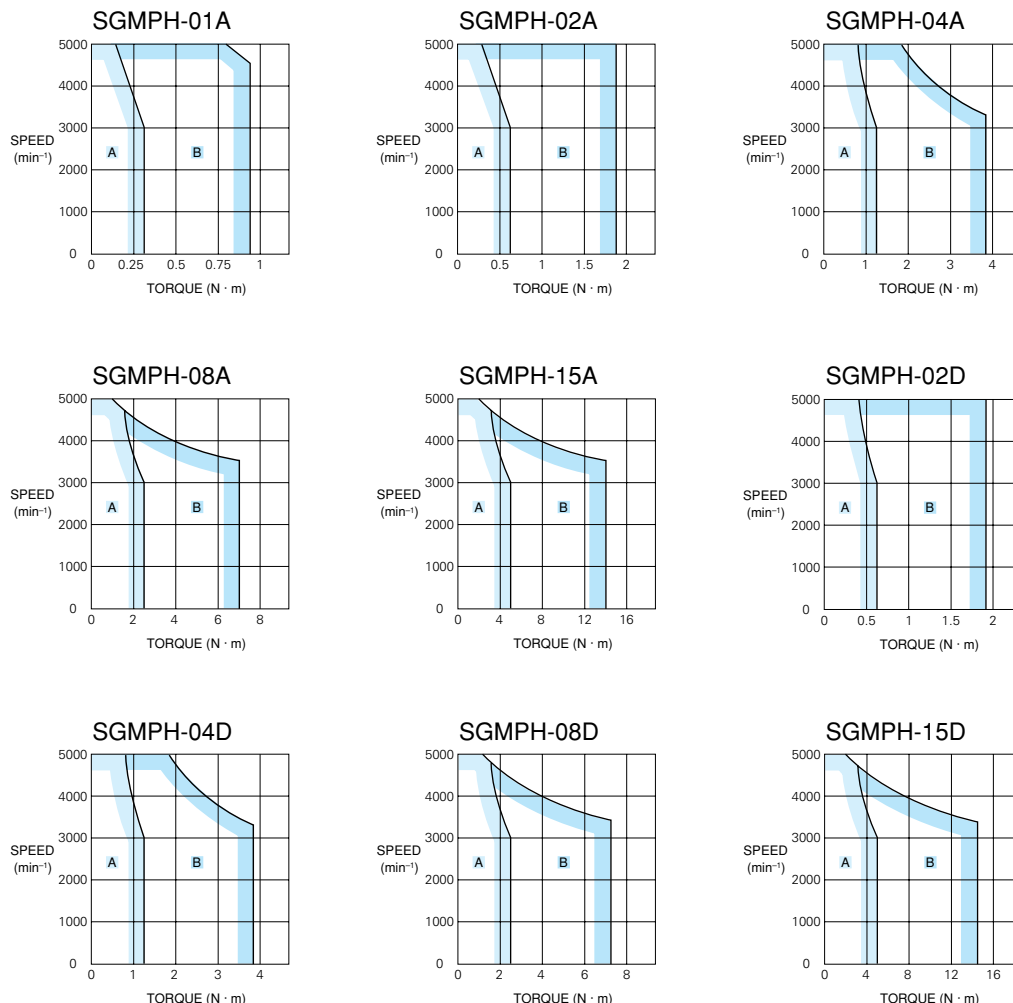 SGMPH-01A
5000
4000
3000
2000
1000
0
SPEED
(min⁻¹)
A
B
0 0.25 0.5 0.75 1
TORQUE (N · m)
SGMPH-02A
5000
4000
3000
2000
1000
0
SPEED
(min⁻¹)
A
B
0 0.5 1 1.5 2
TORQUE (N · m)
SGMPH-04A
5000
4000
3000
2000
1000
0
SPEED
(min⁻¹)
A
B
0 1 2 3 4
TORQUE (N · m)
SGMPH-08A
5000
4000
3000
2000
1000
0
SPEED
(min⁻¹)
A
B
0 2 4 6 8
TORQUE (N · m)
SGMPH-15A
5000
4000
3000
2000
1000
0
SPEED
(min⁻¹)
A
B
0 4 8 12 16
TORQUE (N · m)
SGMPH-02D
5000
4000
3000
2000
1000
0
SPEED
(min⁻¹)
A
B
0 0.5 1 1.5 2
TORQUE (N · m)
SGMPH-04D
5000
4000
3000
2000
1000
0
SPEED
(min⁻¹)
A
B
0 1 2 3 4
TORQUE (N · m)
SGMPH-08D
5000
4000
3000
2000
1000
0
SPEED
(min⁻¹)
A
B
0 2 4 6 8
TORQUE (N · m)
SGMPH-15D
5000
4000
3000
2000
1000
0
SPEED
(min⁻¹)
A
B
0 4 8 12 16
TORQUE (N · m)